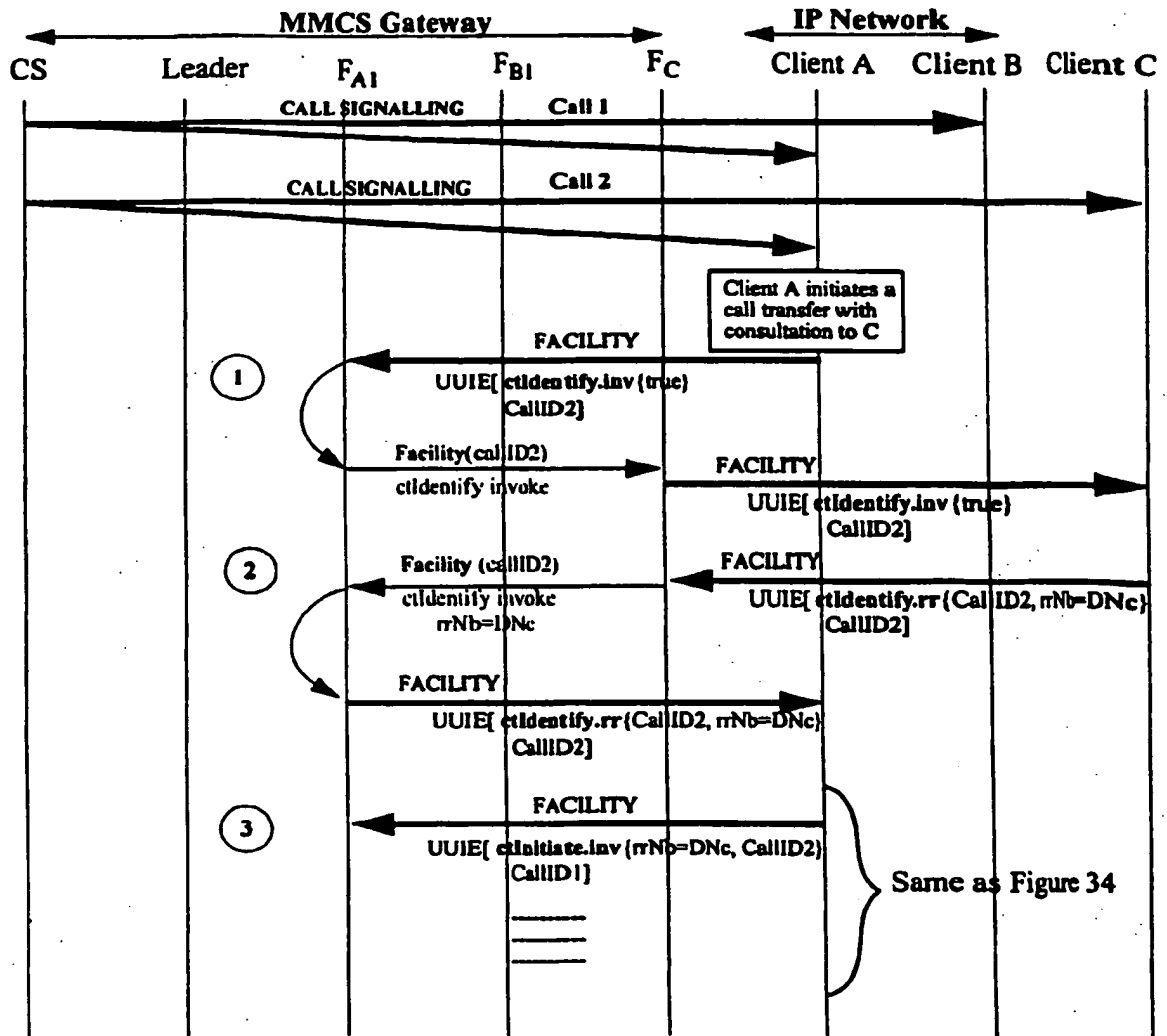 MMCS Gateway
IP Network
CS Leader FA1 FB1 FC Client A Client B Client C
CALL SIGNALLING Call 1
CALLSIGNALLING Call 2
Client A initiates a
call transfer with
consultation to C
FACILITY
1
UUIE[ ctIdentify.inv{true}
CallID2]
Facility(callID2)
ctIdentify invoke
FACILITY
UUIE[ ctIdentify.inv{true}
CallID2]
2
Facility (callID2)
ctIdentify invoke
rrNb=DNc
FACILITY
UUIE[ ctIdentify.rr{CallID2, rrNb=DNc}
CallID2]
FACILITY
UUIE[ ctIdentify.rr{CallID2, rrNb=DNc}
CallID2]
3
FACILITY
UUIE[ ctInitiate.inv{rrNb=DNc, CallID2}
CallID1]
Same as Figure 34